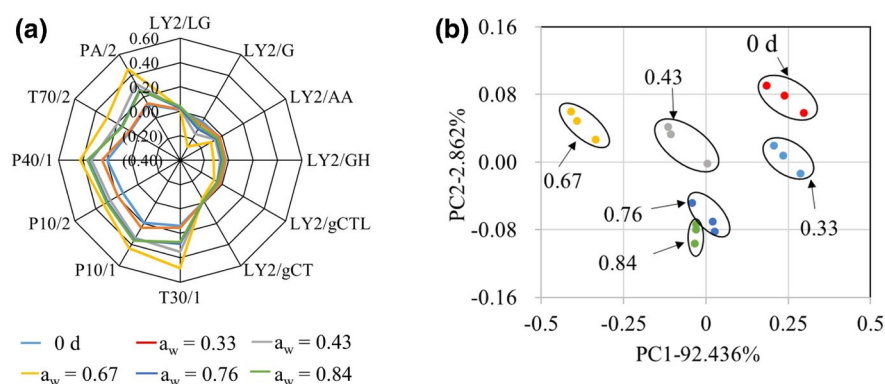 (a)
LY2/LG
LY2/G
LY2/AA
LY2/GH
LY2/gCTL
LY2/gCT
T30/1
P10/1
P10/2
P40/1
T70/2
PA/2
0.60
0.40
0.20
0.00
(0.20)
(0.40)
0 d
aw = 0.33
aw = 0.43
aw = 0.67
aw = 0.76
aw = 0.84
(b)
PC2-2.862%
0.16
0.08
0.00
-0.08
-0.16
0 d
0.43
0.67
0.76
0.84
0.33
-0.5
-0.25
0
0.25
0.5
PC1-92.436%